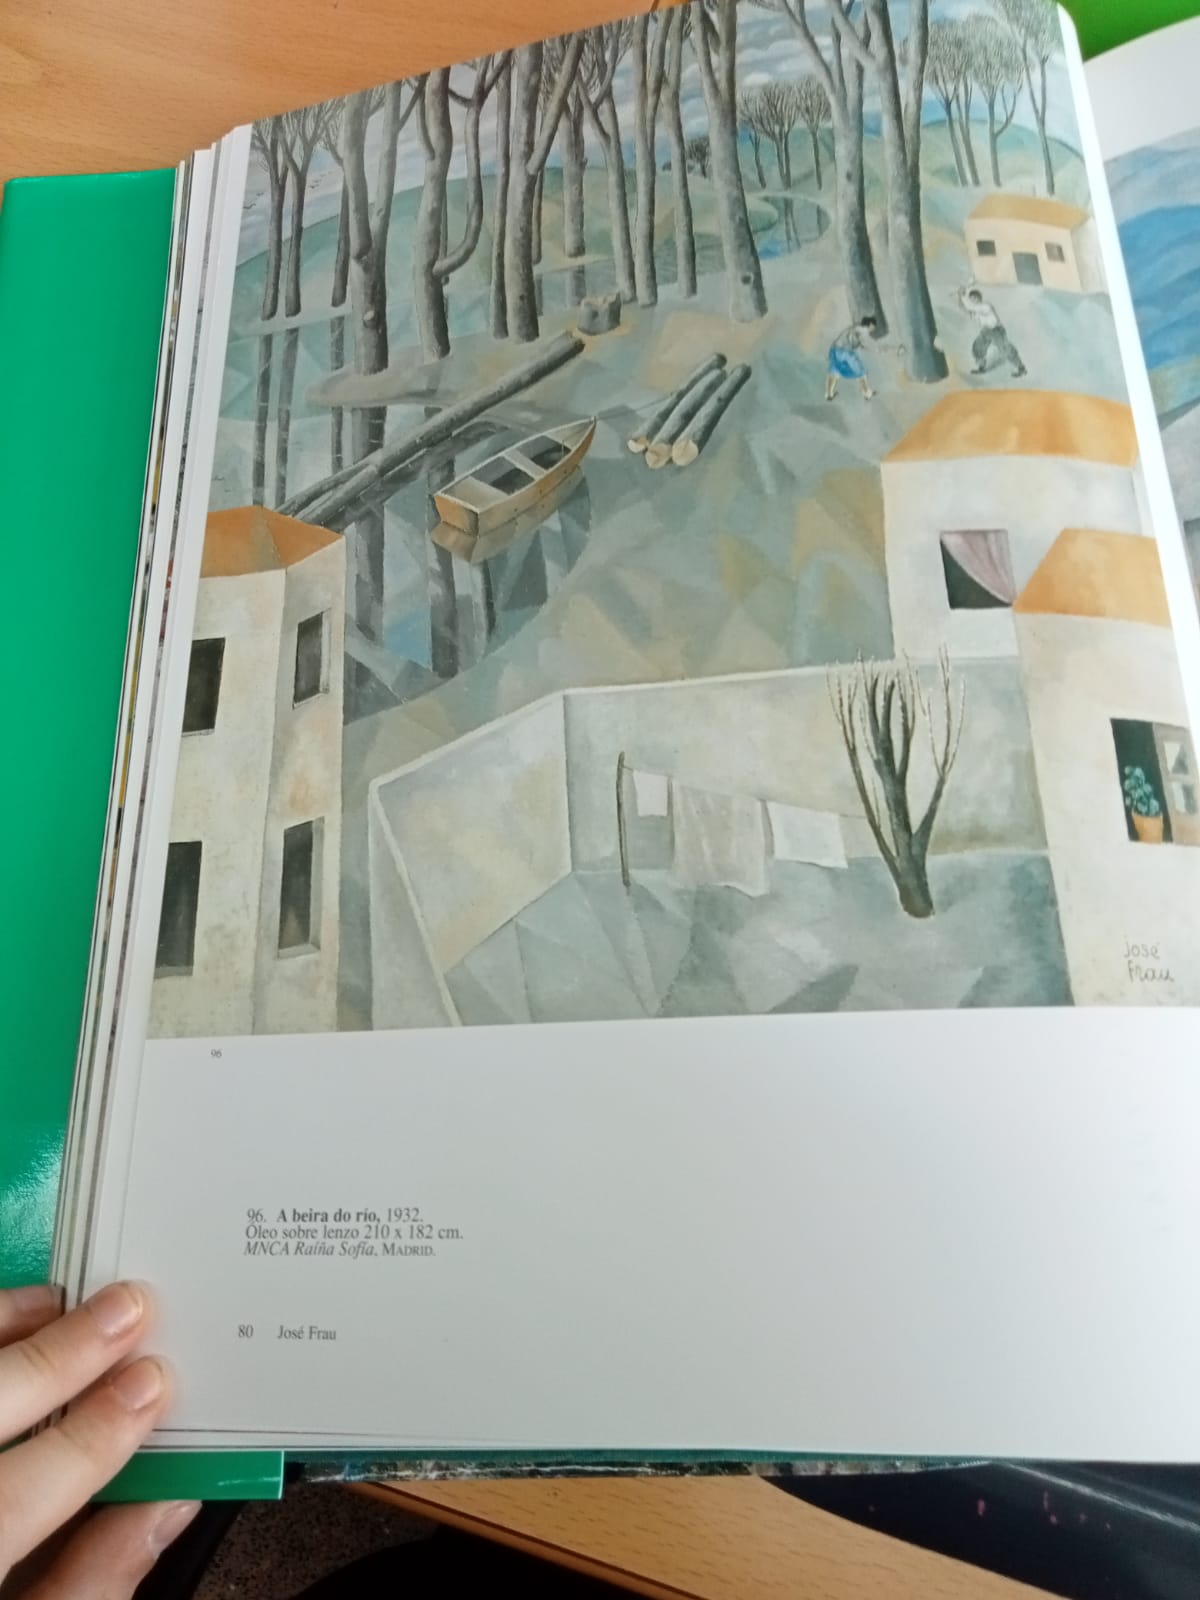 José
Frau
96
96. A beira do río, 1932.
Óleo sobre lenzo 210 x 182 cm.
MNCA Raíña Sofía. MADRID.
80 José Frau